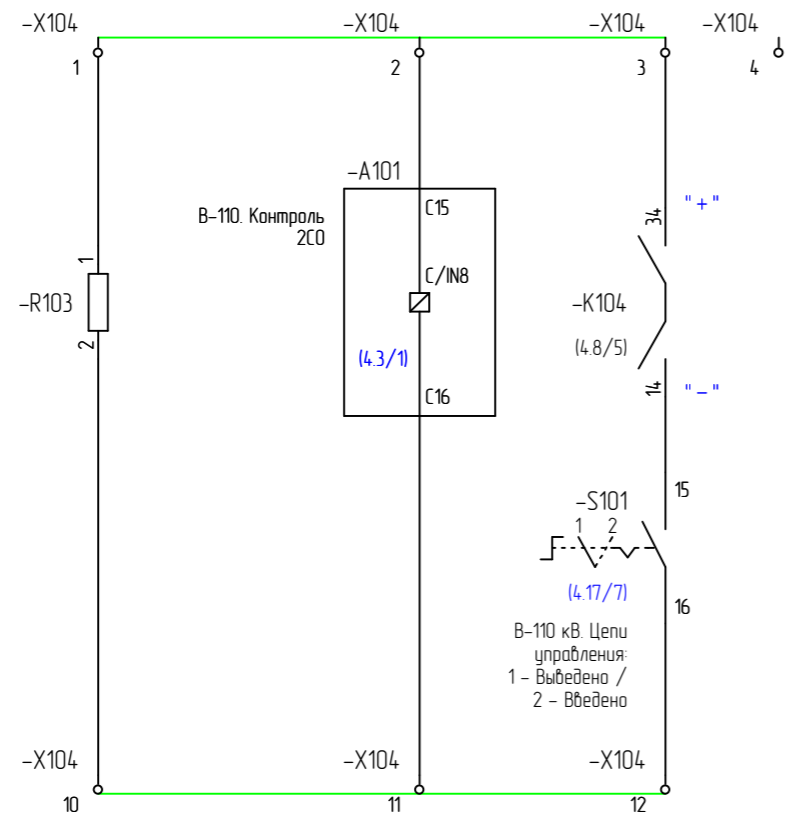 -X104
-X104
-X104
-X104
1
2
3
4
-A101
В-110. Контроль
2СО
C15
34
"+"
1
C/IN8
-R103
-K104
2
(4.3/1)
(4.8/5)
C16
14
"-"
-S101
15
1 2
(4.17/7)
16
В-110 кВ. Цепи
управления:
1 - Выведено /
2 - Введено
-X104
-X104
-X104
10
11
12